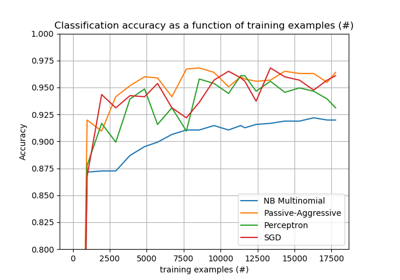 Classification accuracy as a function of training examples (#)
1.000
0.975
0.950
0.925
0.900
0.875
0.850
0.825
0.800
Accuracy
0 2500 5000 7500 10000 12500 15000 17500
training examples (#)
NB Multinomial
Passive-Aggressive
Perceptron
SGD